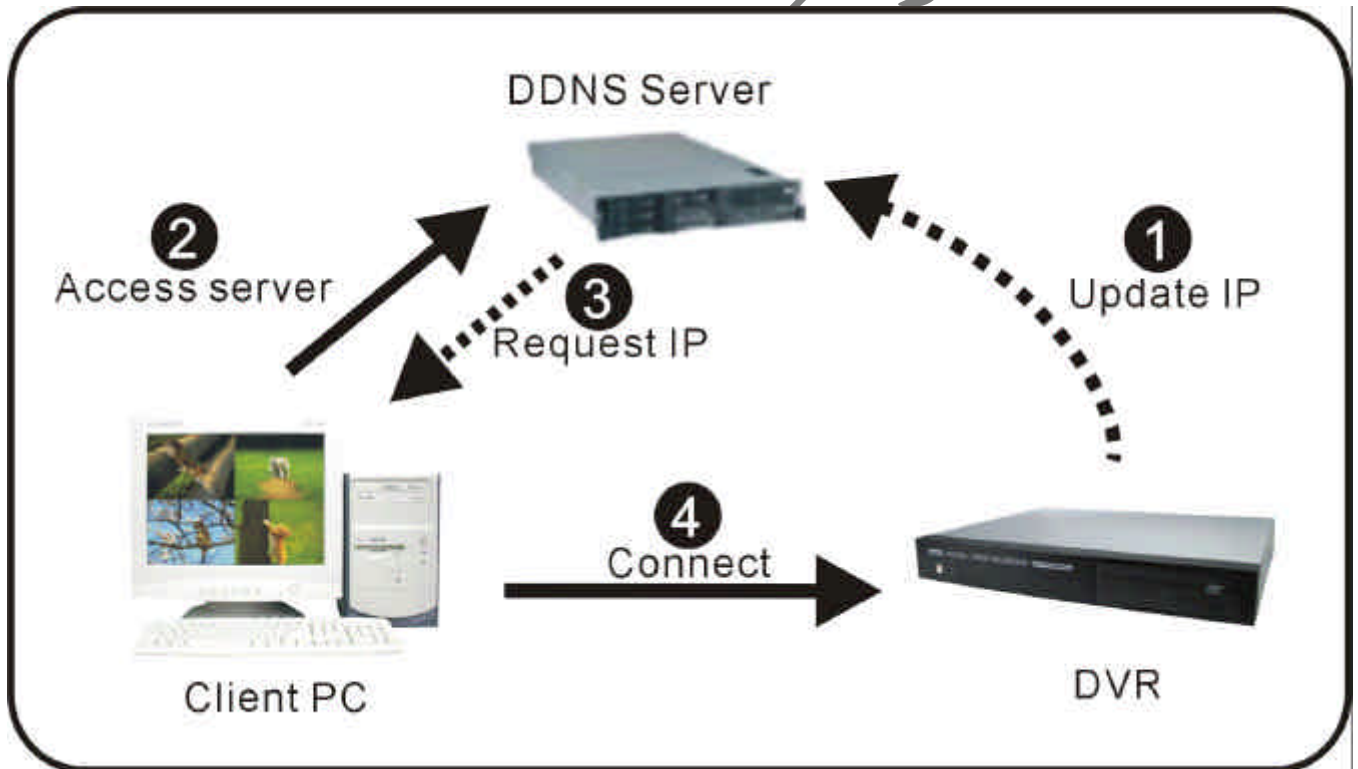 DDNS Server
2
Access server
1
Update IP
3
Request IP
4
Connect
Client PC
DVR